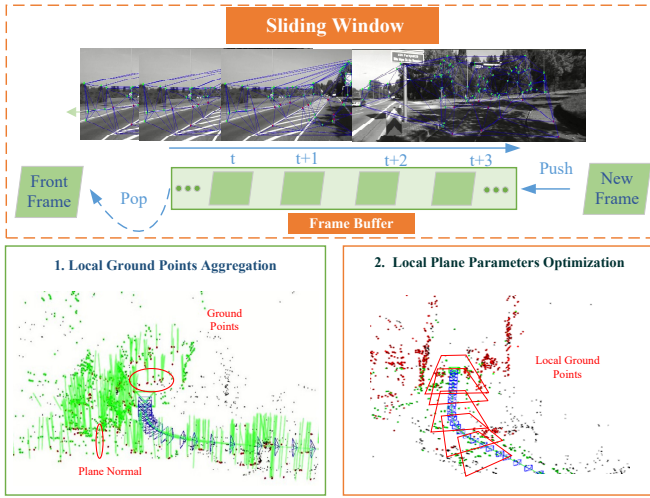 Sliding Window
t
t+1
t+2
t+3
Front
Frame
Pop
Push
New
Frame
Frame Buffer
1. Local Ground Points Aggregation
Ground
Points
Plane Normal
2. Local Plane Parameters Optimization
Local Ground
Points